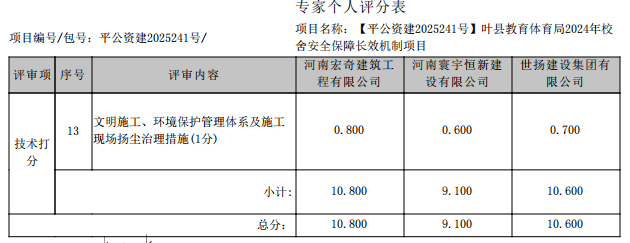 专家个人评分表
项目编号/包号：平公资建2025241号/
项目名称：【平公资建2025241号】叶县教育体育局2024年校
舍安全保障长效机制项目
评审项 序号 评审内容 河南宏奇建筑工程有限公司 河南寰宇恒新建设有限公司 世扬建设集团有限公司
技术打分 13 文明施工、环境保护管理体系及施工现场扬尘治理措施(1分) 0.800 0.600 0.700
小计: 10.800 9.100 10.600
总分: 10.800 9.100 10.600